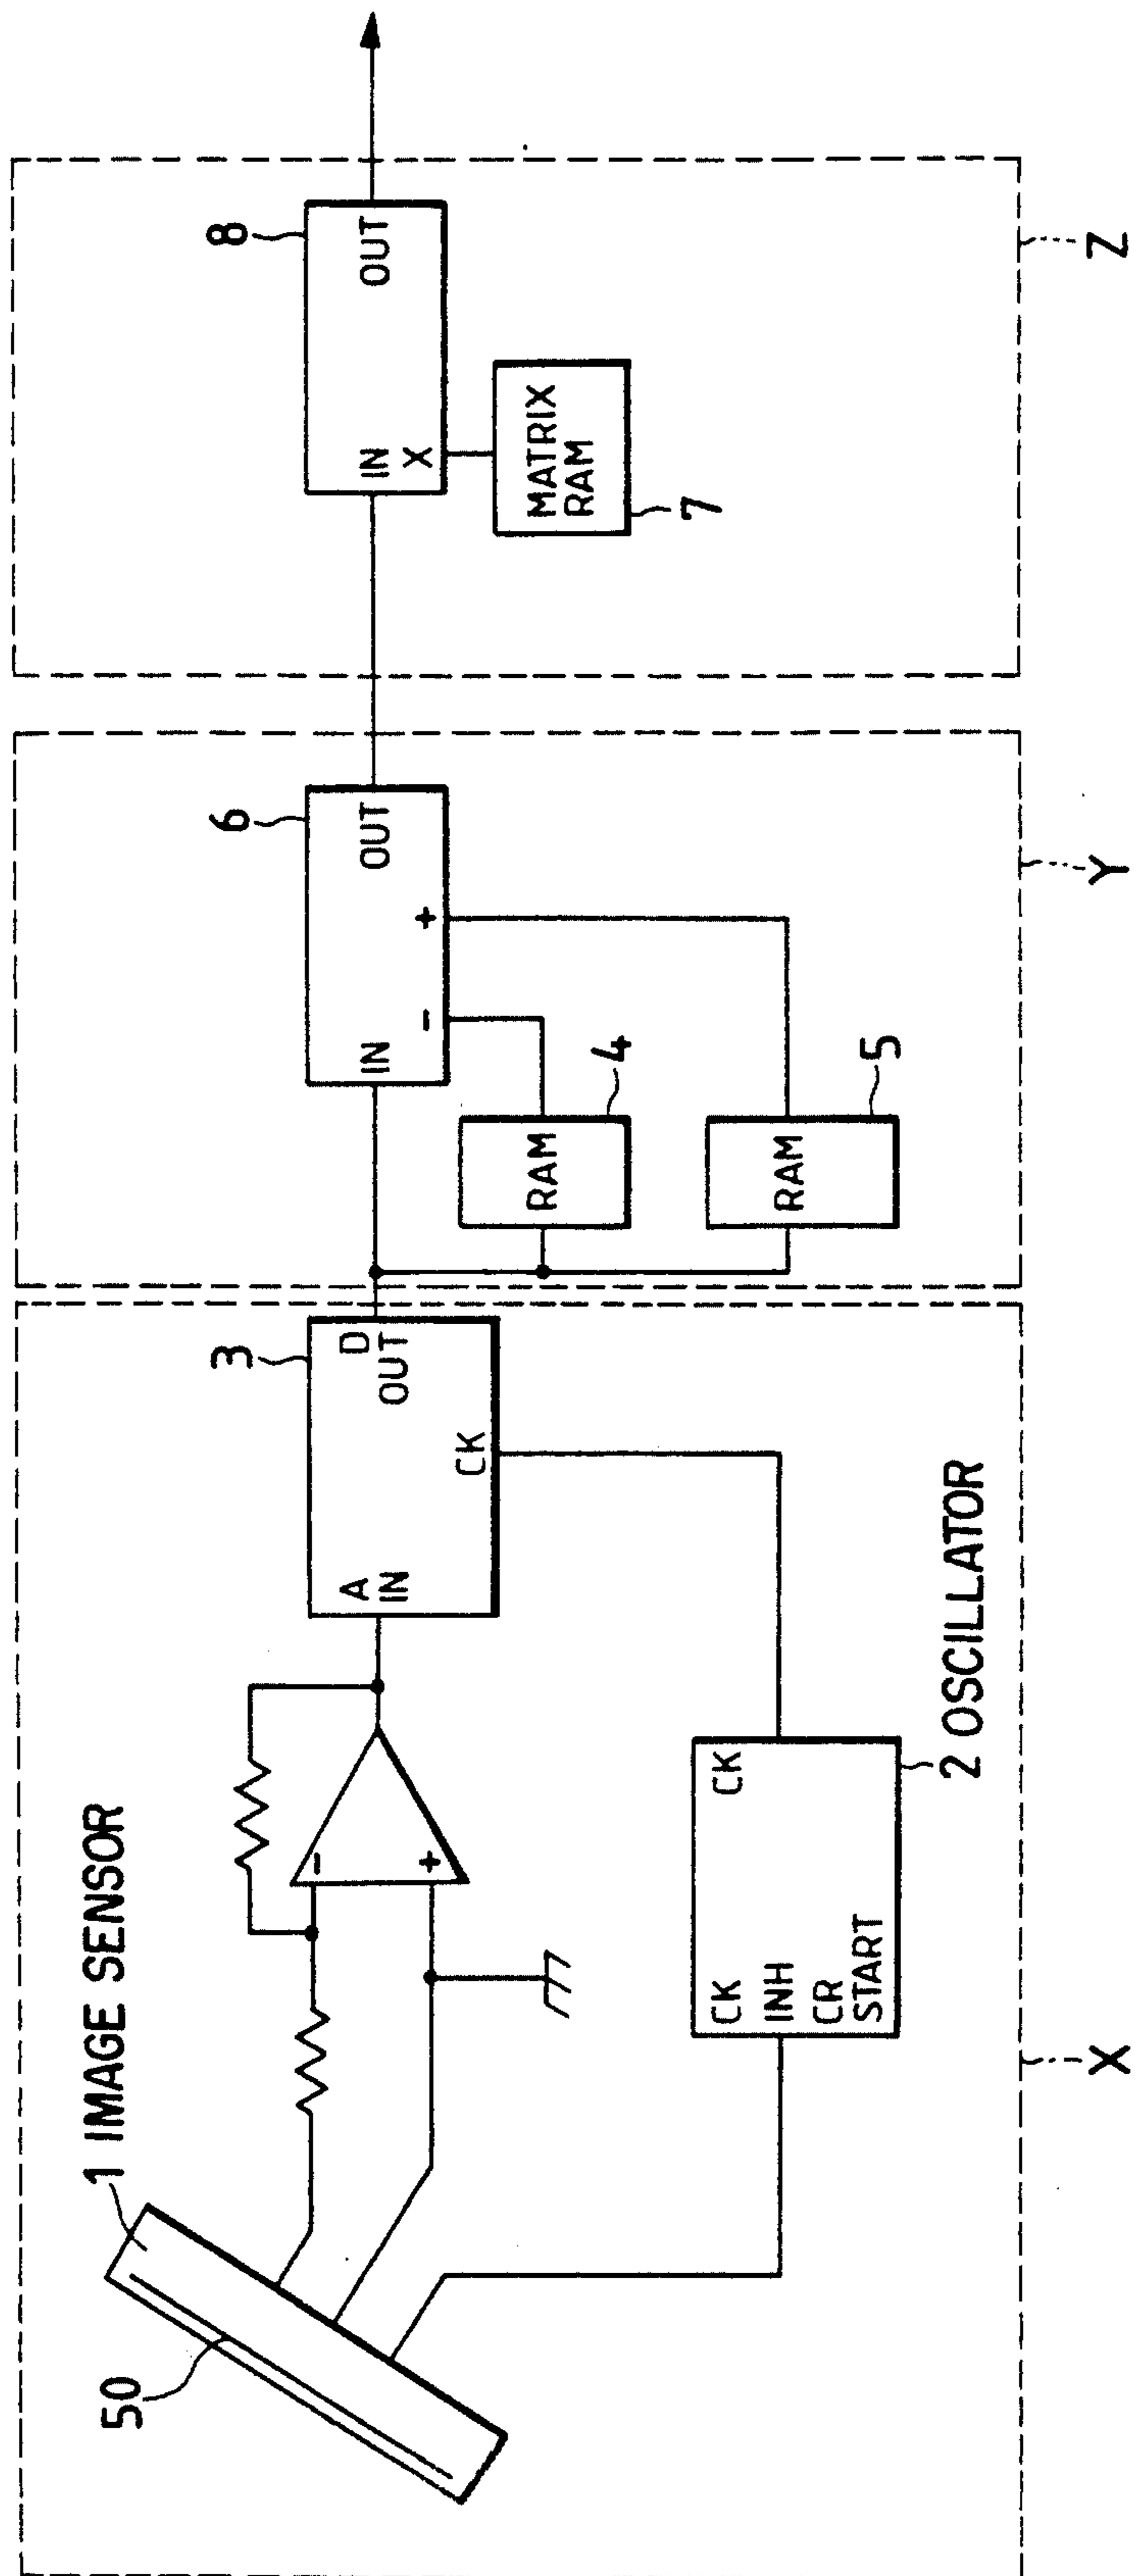 1 IMAGE SENSOR
50
-
+
A
IN
D
OUT
CK
3
CK
INH
CR
START
CK
2 OSCILLATOR
X
IN
OUT
-
+
6
RAM
4
RAM
5
Y
IN
X
OUT
8
MATRIX
RAM
7
Z